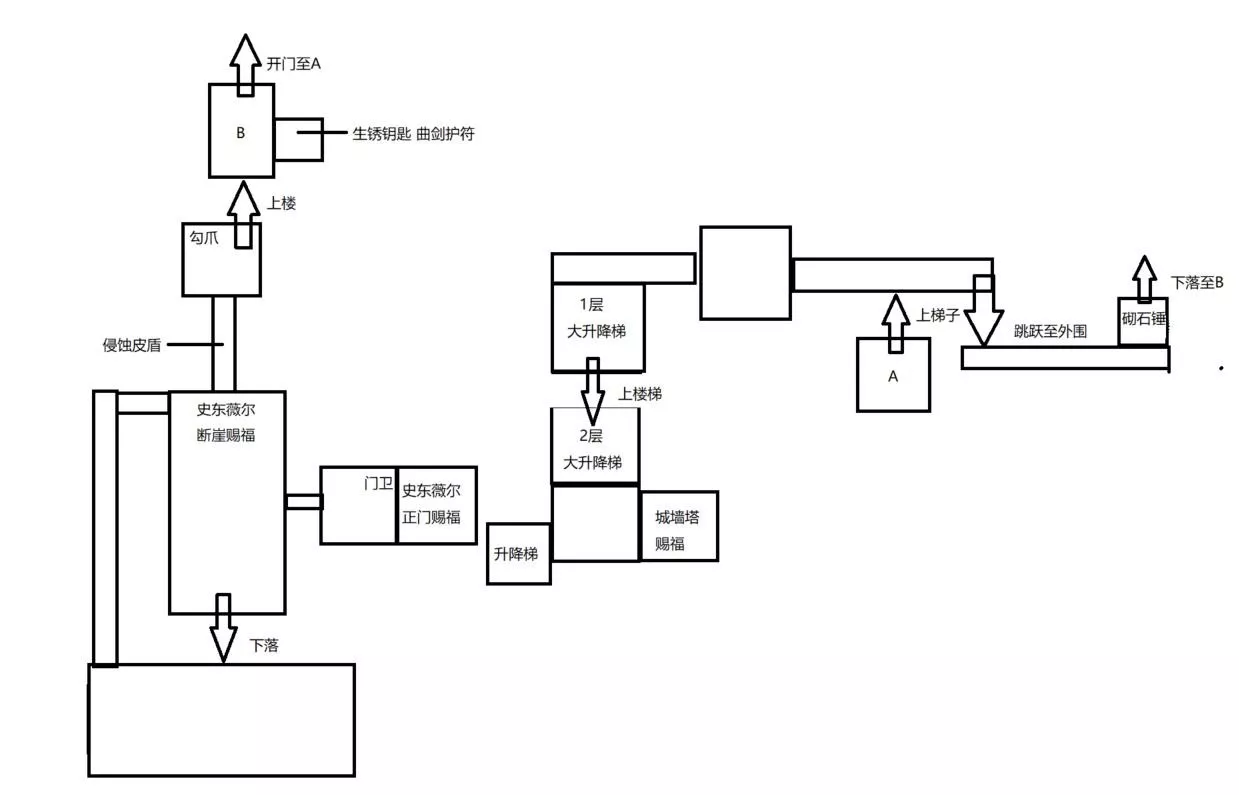 开门至A
B
生锈钥匙 曲剑护符
上楼
勾爪
侵蚀皮盾
史东薇尔
断崖赐福
下落
门卫
史东薇尔
正门赐福
升降梯
1层
大升降梯
上楼梯
2层
大升降梯
城墙塔
赐福
上梯子
A
跳跃至外围
砌石锤
下落至B